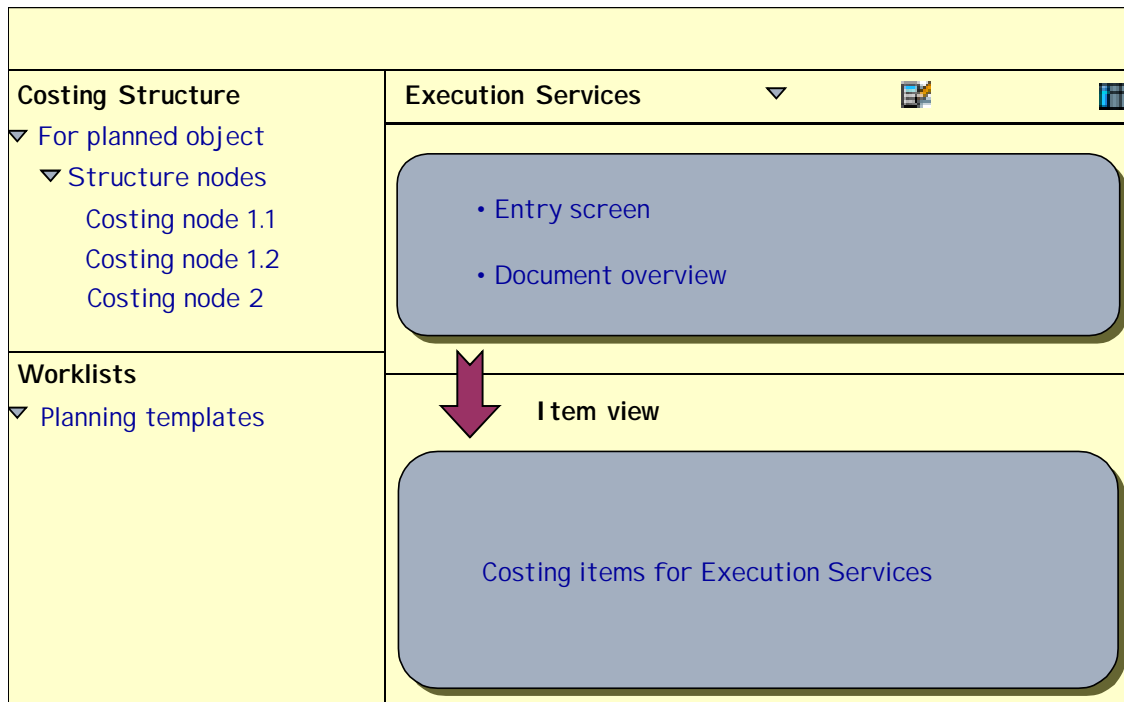 Costing Structure
For planned object
Structure nodes
Costing node 1.1
Costing node 1.2
Costing node 2
Worklists
Planning templates
Execution Services
• Entry screen
• Document overview
Item view
Costing items for Execution Services